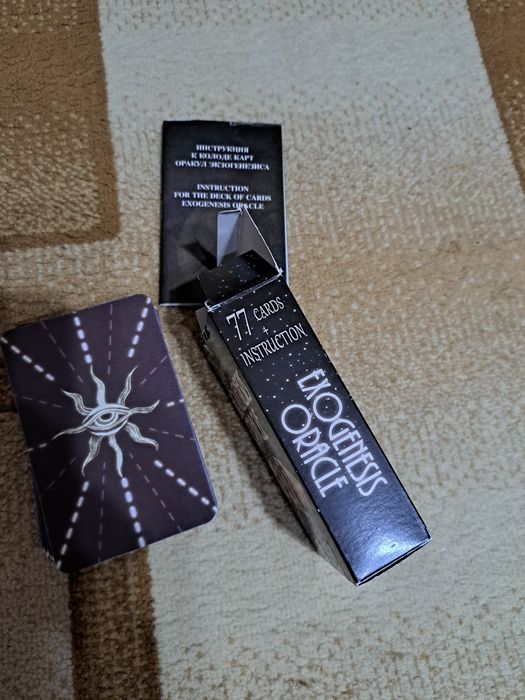 ИНСТРУКЦИЯ
К КОЛОДЕ КАРТ
ОРАКУЛ ЭКЗОГЕНЕЗИСА
INSTRUCTION
FOR THE DECK OF CARDS
EXOGENESIS ORACLE
77 CARDS
+
INSTRUCTION
EXOGENESIS
ORACLE